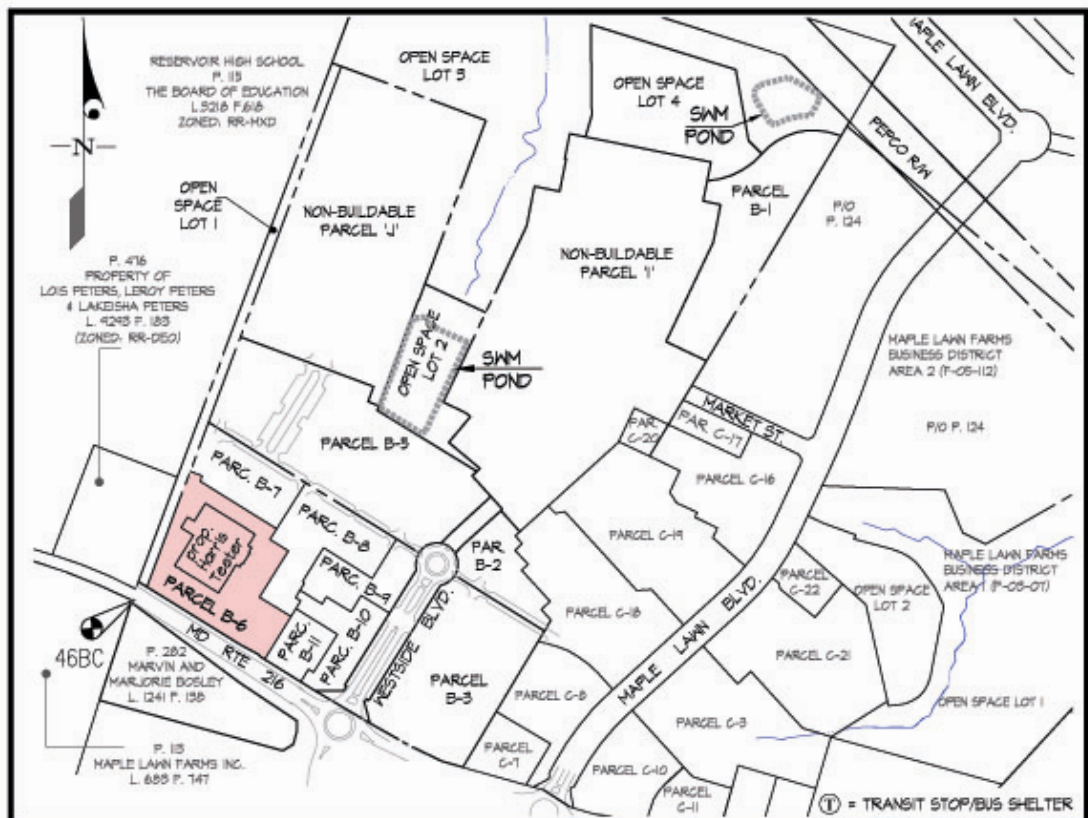 RESERVOIR HIGH SCHOOL
P. 113
THE BOARD OF EDUCATION
L.5218 F.618
ZONED: RR-MXD
OPEN SPACE
LOT 3
OPEN SPACE
LOT 4
SWM
POND
MAPLE LAWN BLVD.
PEPCO R/W
N
OPEN
SPACE
LOT 1
NON-BUILDABLE
PARCEL 'J'
PARCEL
B-1
P/O
P. 124
NON-BUILDABLE
PARCEL 'I'
P. 476
PROPERTY OF
LOIS PETERS, LEROY PETERS
& LAKEISHA PETERS
L. 4293 F. 183
(ZONED: RR-DEO)
OPEN SPACE
LOT 2
SWM
POND
MAPLE LAWN FARMS
BUSINESS DISTRICT
AREA 2 (F-05-112)
P/O P. 124
MARKET ST.
PAR.
C-20
PAR. C-17
PARCEL B-5
PARCEL C-16
PARC. B-7
PARC. B-8
PARCEL C-19
Prop.
Harris
Teeter
PARCEL B-6
PARC. B-9
PAR.
B-2
MAPLE LAWN FARMS
BUSINESS DISTRICT
AREA 1 (F-03-07)
PARCEL
C-22
OPEN SPACE
LOT 2
PARC. B-10
PARC.
B-11
PARCEL C-18
MAPLE LAWN BLVD.
PARCEL C-21
46BC
MD RTE 216
WESTSIDE BLVD.
P. 282
MARVIN AND
MARJORIE BOSLEY
L. 1241 F. 138
PARCEL
B-3
PARCEL C-8
PARCEL C-3
OPEN SPACE LOT 1
P. 113
MAPLE LAWN FARMS INC.
L. 683 F. 747
PARCEL
C-7
PARCEL C-10
PARCEL
C-11
T = TRANSIT STOP/BUS SHELTER